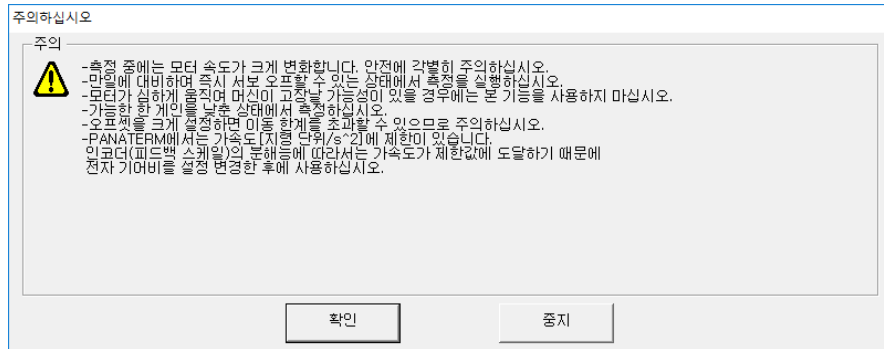 주의하십시오
주의
-측정 중에는 모터 속도가 크게 변화합니다. 안전에 각별히 주의하십시오.
-만일에 대비하여 즉시 서보 오프할 수 있는 상태에서 측정을 실행하십시오.
-모터가 심하게 움직여 머신이 고장날 가능성이 있을 경우에는 본 기능을 사용하지 마십시오.
-가능한 한 게인을 낮춘 상태에서 측정하십시오.
-오프셋을 크게 설정하면 이동 한계를 초과할 수 있으므로 주의하십시오.
-PANATERM에서는 가속도[지령 단위/s^2]에 제한이 있습니다.
인코더(피드백 스케일)의 분해능에 따라서는 가속도가 제한값에 도달하기 때문에
전자 기어비를 설정 변경한 후에 사용하십시오.
확인
중지